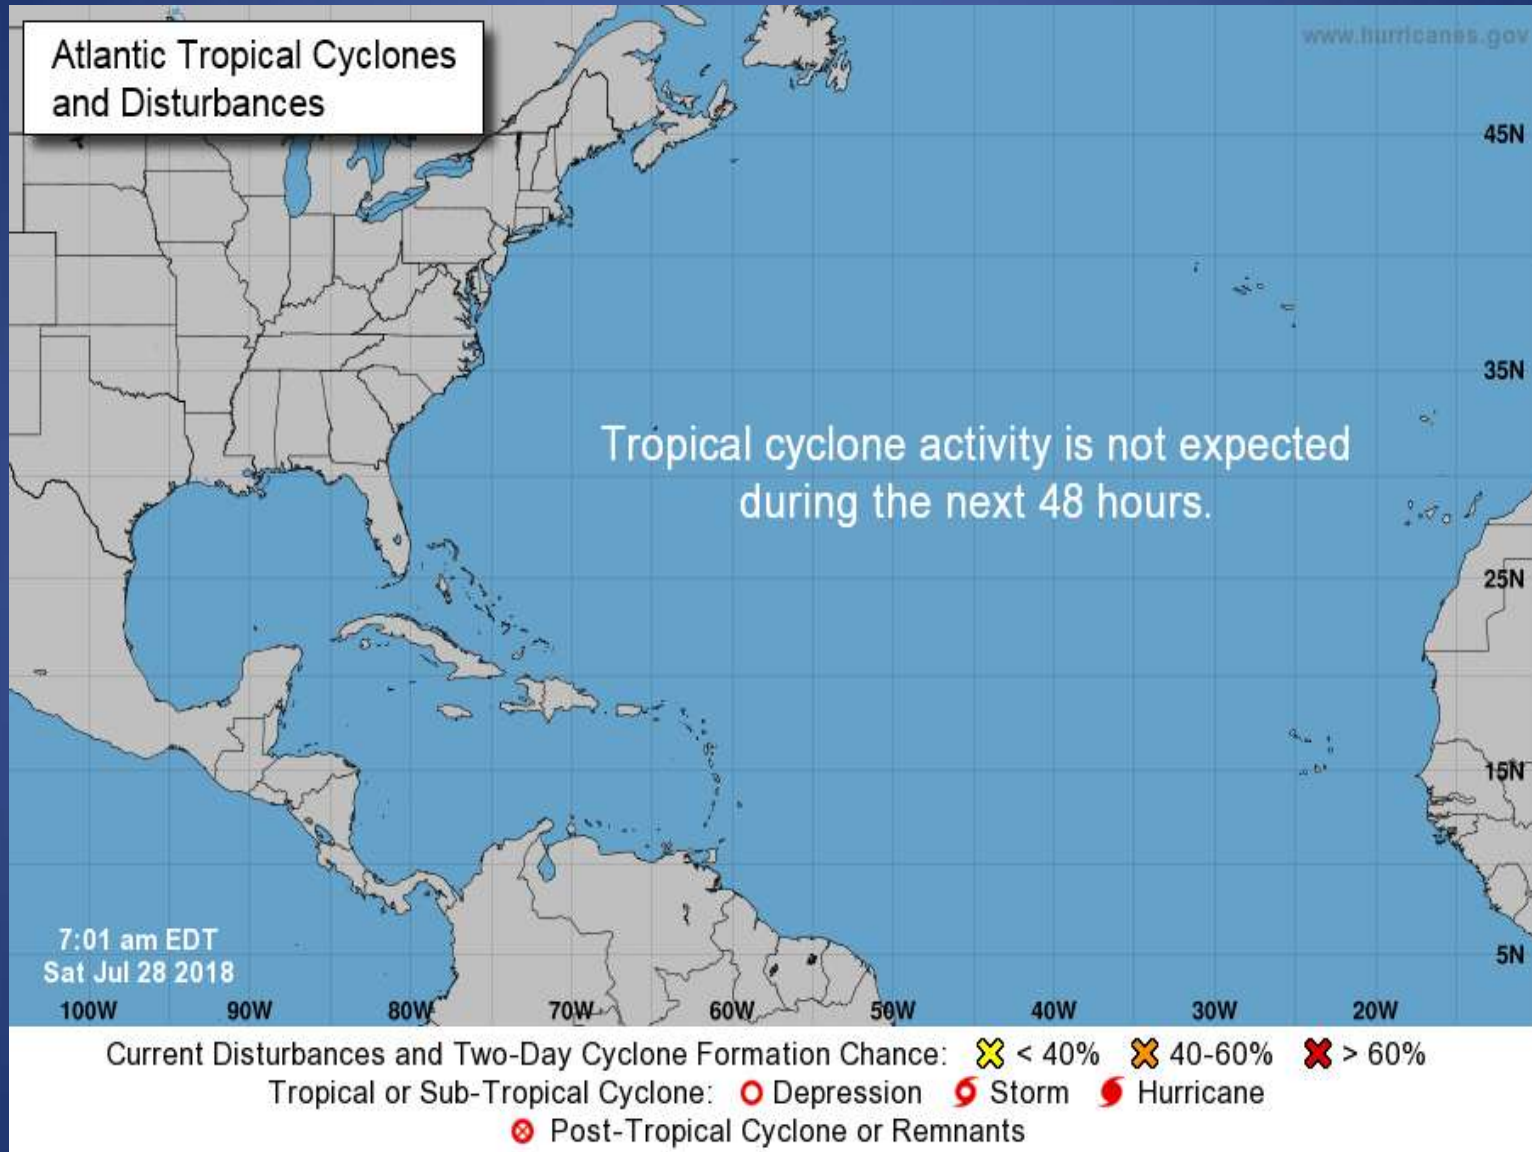 Atlantic Tropical Cyclones
and Disturbances
www.hurricanes.gov
45N
35N
Tropical cyclone activity is not expected
during the next 48 hours.
25N
15N
7:01 am EDT
Sat Jul 28 2018
5N
100W 90W 80W 70W 60W 50W 40W 30W 20W
Current Disturbances and Two-Day Cyclone Formation Chance: < 40% 40-60% > 60%
Tropical or Sub-Tropical Cyclone: Depression Storm Hurricane
Post-Tropical Cyclone or Remnants